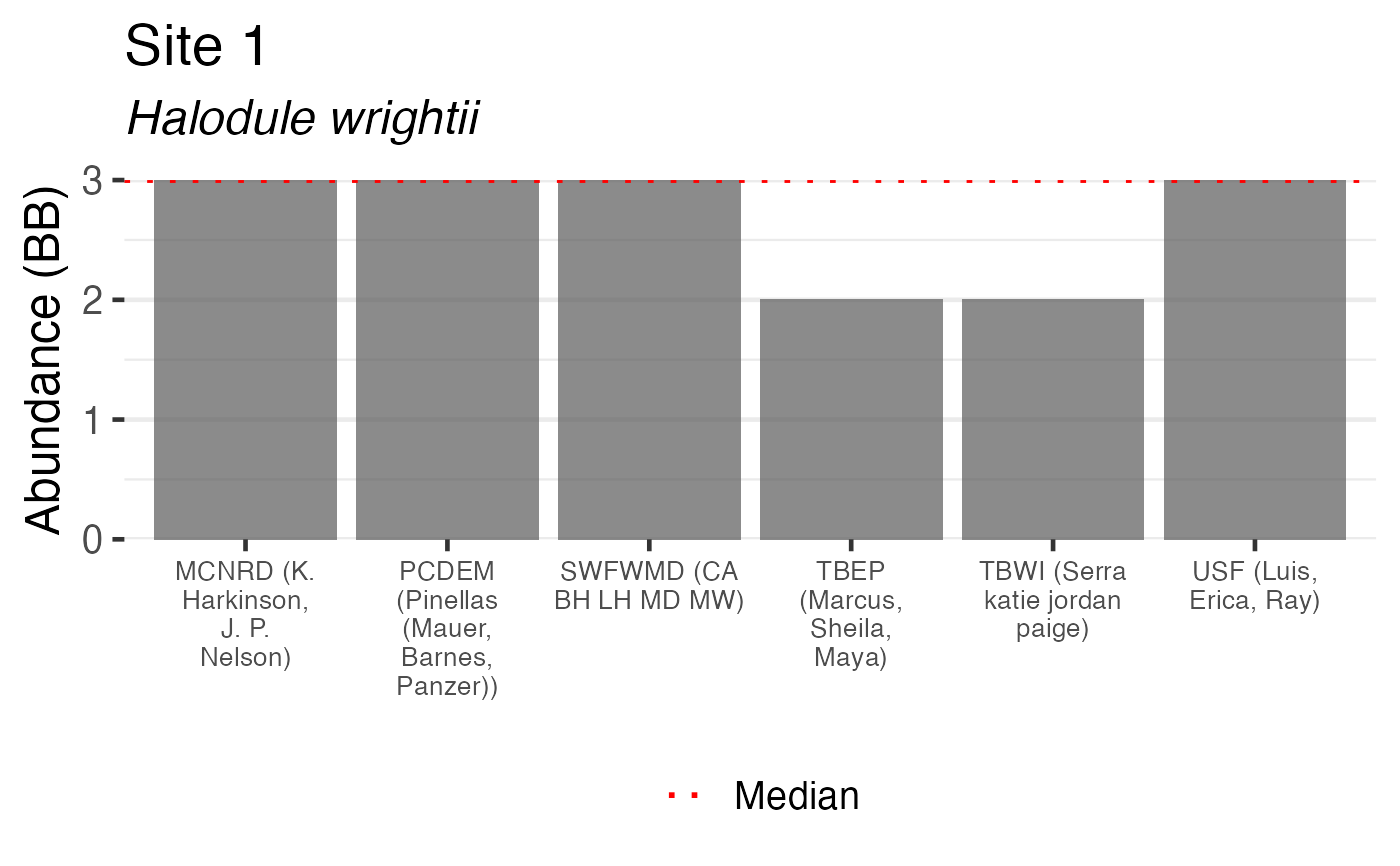 Site 1
Halodule wrightii
Abundance (BB)
3
2
1
0
MCNRD (K.
Harkinson,
J. P.
Nelson)
PCDEM
(Pinellas
(Mauer,
Barnes,
Panzer))
SWFWMD (CA
BH LH MD MW)
TBEP
(Marcus,
Sheila,
Maya)
TBWI (Serra
katie jordan
paige)
USF (Luis,
Erica, Ray)
Median